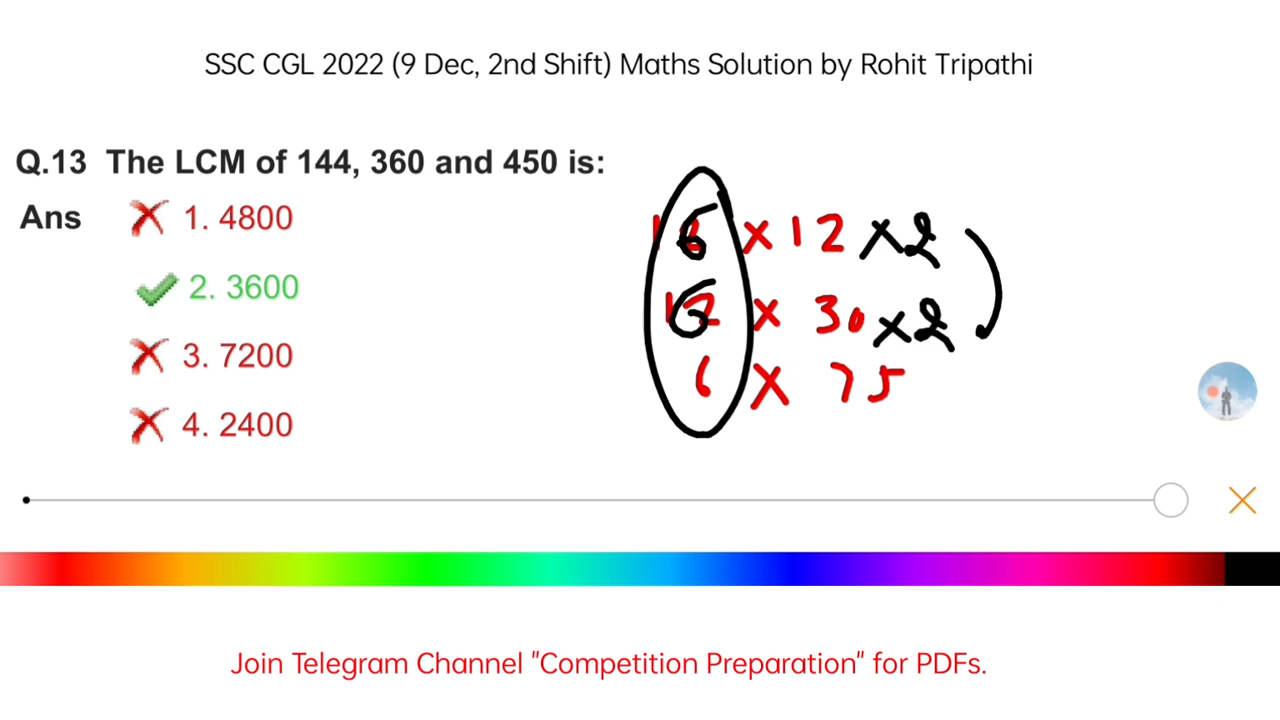 SSC CGL 2022 (9 Dec, 2nd Shift) Maths Solution by Rohit Tripathi
Q.13 The LCM of 144, 360 and 450 is:
Ans 1. 4800
2. 3600
3. 7200
4. 2400
6 × 12 × 2
6 × 30 × 2
6 × 75
Join Telegram Channel "Competition Preparation" for PDFs.